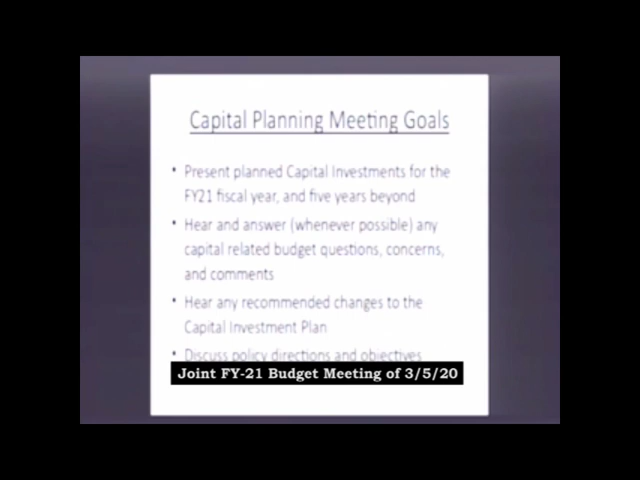 Capital Planning Meeting Goals
• Present planned Capital Investments for the
FY21 fiscal year, and five years beyond
• Hear and answer (whenever possible) any
capital related budget questions, concerns,
and comments
• Hear any recommended changes to the
Capital Investment Plan
• Discuss policy directions and objectives
Joint FY-21 Budget Meeting of 3/5/20